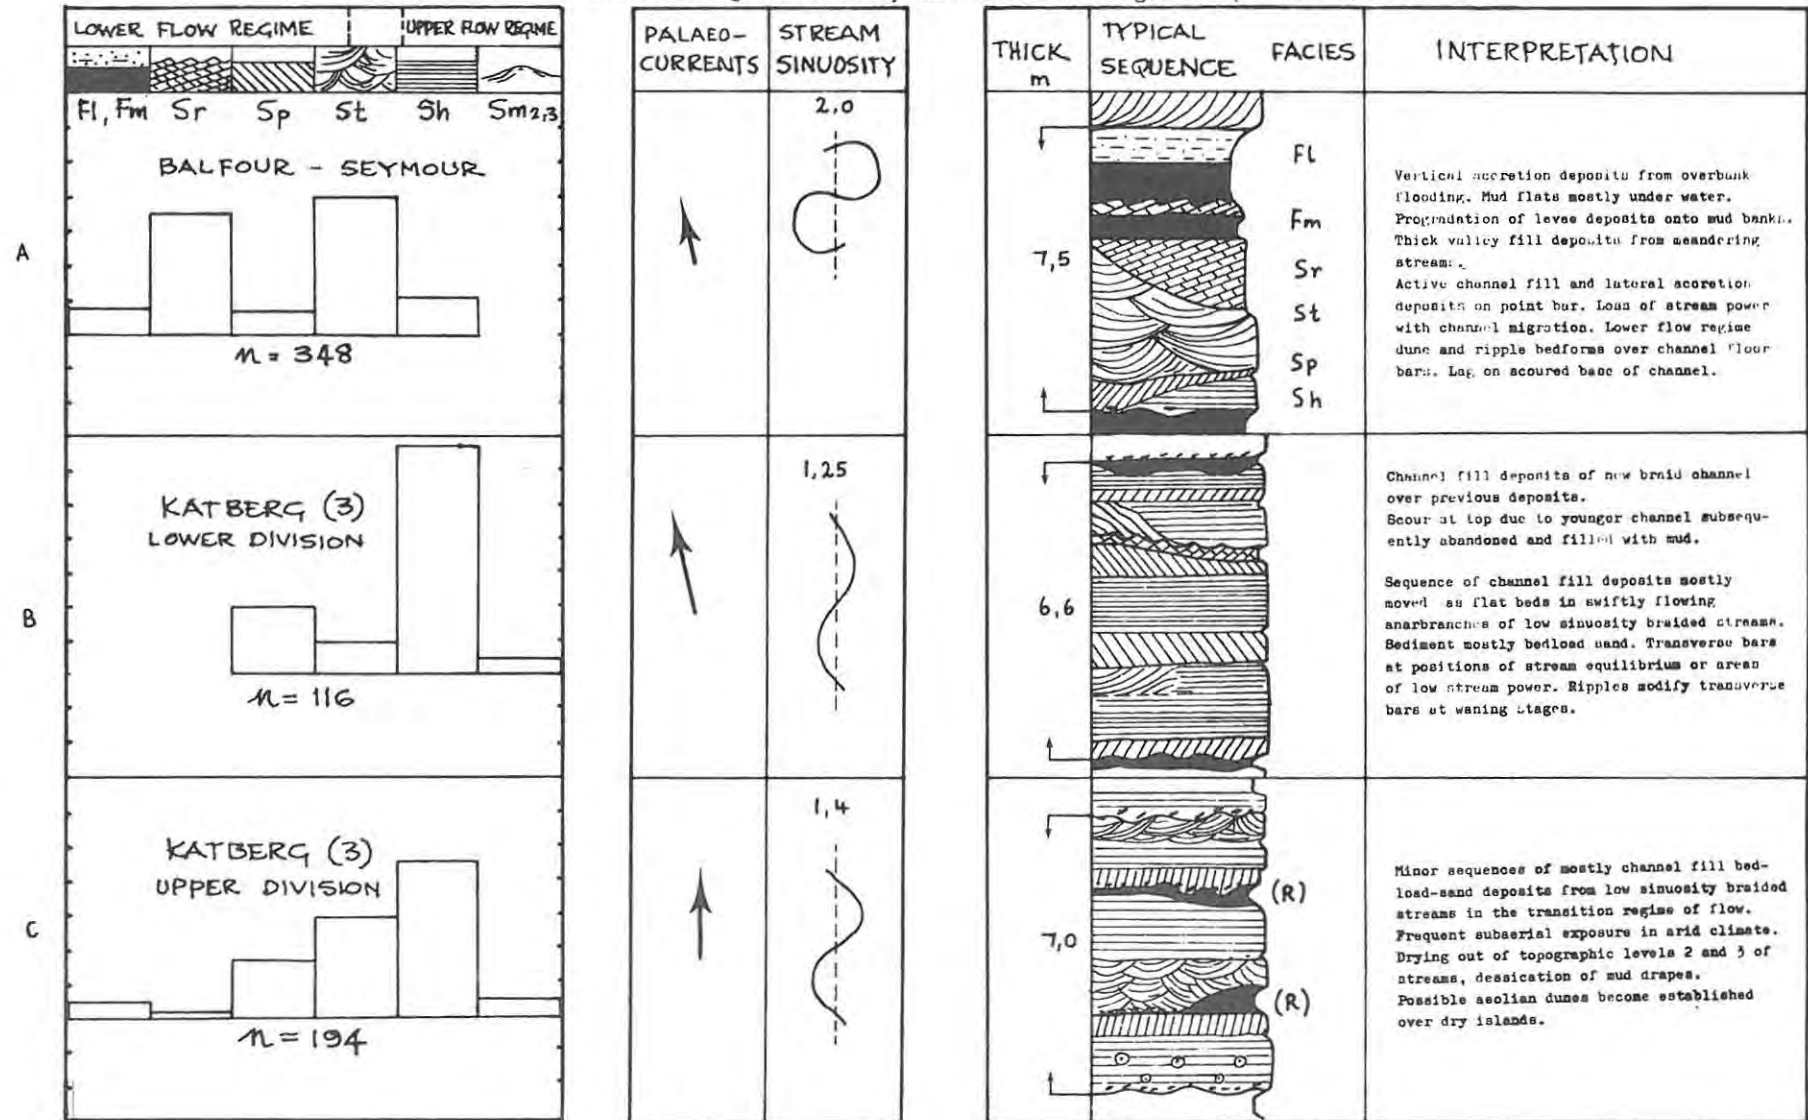 LOWER FLOW REGIME
UPPER FLOW REGIME
Fl, Fm Sr Sp St Sh Sm2,3
PALAEO-
CURRENTS
STREAM
SINUOSITY
THICK
m
TYPICAL
SEQUENCE
FACIES
INTERPRETATION
A
BALFOUR - SEYMOUR
n = 348
2,0
7,5
Fl
Fm
Sr
St
Sp
Sh
Vertical accretion deposits from overbank
flooding. Mud flats mostly under water.
Progradation of levee deposits onto mud banks.
Thick valley fill deposits from meandering
streams.
Active channel fill and lateral accretion
deposits on point bar. Loss of stream power
with channel migration. Lower flow regime
dune and ripple bedforms over channel floor
bars. Lag on scoured base of channel.
B
KATBERG (3)
LOWER DIVISION
n = 116
1,25
6,6
Channel fill deposits of new braid channel
over previous deposits.
Scour at top due to younger channel subsequ-
ently abandoned and filled with mud.
Sequence of channel fill deposits mostly
moved as flat beds in swiftly flowing
anarbranches of low sinuosity braided streams.
Sediment mostly bedload sand. Transverse bars
at positions of stream equilibrium or areas
of low stream power. Ripples modify transverse
bars at waning stages.
C
KATBERG (3)
UPPER DIVISION
n = 194
1,4
7,0
(R)
(R)
Minor sequences of mostly channel fill bed-
load-sand deposits from low sinuosity braided
streams in the transition regime of flow.
Frequent subaerial exposure in arid climate.
Drying out of topographic levels 2 and 3 of
streams, dessication of mud drapes.
Possible aeolian dunes become established
over dry islands.